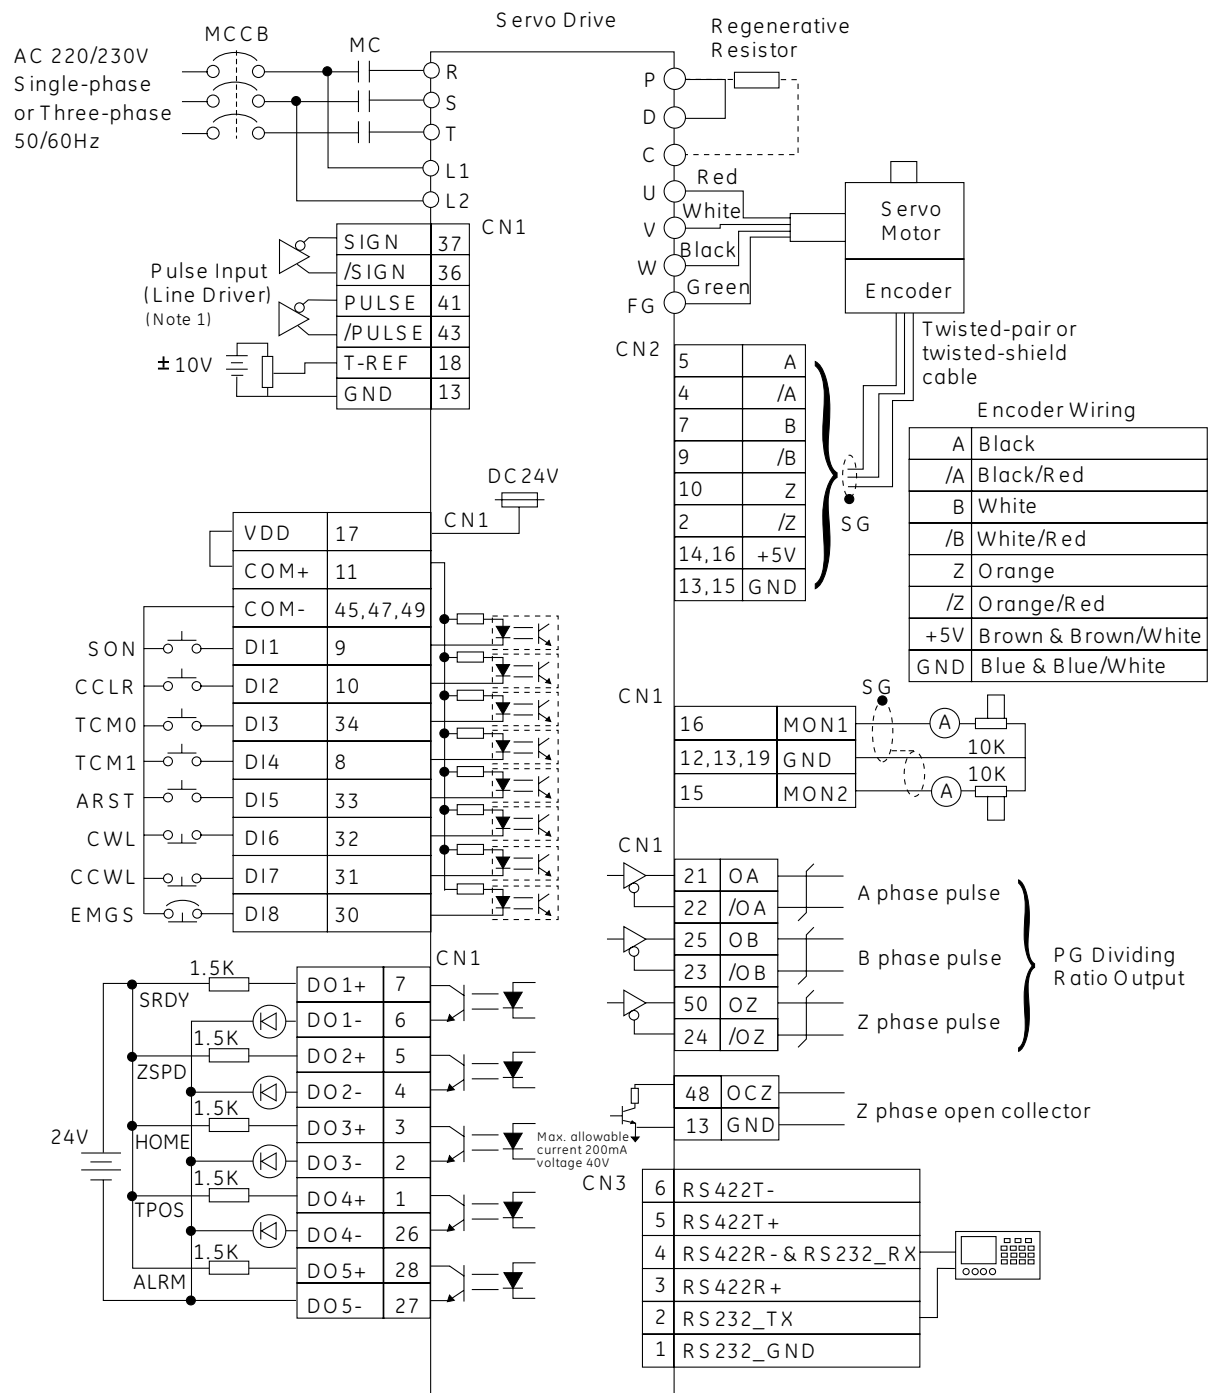 Servo Drive
AC 220/230V
Single-phase
or Three-phase
50/60Hz
MCCB
MC
R
S
T
L1
L2
Regenerative
Resistor
P
D
C
U
V
W
FG
Red
White
Black
Green
Servo
Motor
Encoder
Twisted-pair or
twisted-shield
cable
Pulse Input
(Line Driver)
(Note 1)
±10V
CN1
SIGN 37
/SIGN 36
PULSE 41
/PULSE 43
T-REF 18
GND 13
CN2
5 A
4 /A
7 B
9 /B
10 Z
2 /Z
14,16 +5V
13,15 GND
SG
Encoder Wiring
A Black
/A Black/Red
B White
/B White/Red
Z Orange
/Z Orange/Red
+5V Brown & Brown/White
GND Blue & Blue/White
DC24V
CN1
VDD 17
COM+ 11
COM- 45,47,49
SON DI1 9
CCLR DI2 10
TCM0 DI3 34
TCM1 DI4 8
ARST DI5 33
CWL DI6 32
CCWL DI7 31
EMGS DI8 30
CN1
SG
16 MON1
12,13,19 GND
15 MON2
A
10K
10K
A
CN1
21 OA
22 /OA
25 OB
23 /OB
50 OZ
24 /OZ
A phase pulse
B phase pulse
Z phase pulse
PG Dividing
Ratio Output
48 OCZ
13 GND
Z phase open collector
Max. allowable
current 200mA
voltage 40V
CN1
24V
1.5K
SRDY
DO1+ 7
DO1- 6
1.5K
ZSPD
DO2+ 5
DO2- 4
1.5K
HOME
DO3+ 3
DO3- 2
1.5K
TPOS
DO4+ 1
DO4- 26
1.5K
ALRM
DO5+ 28
DO5- 27
CN3
6 RS422T-
5 RS422T+
4 RS422R-& RS232_RX
3 RS422R+
2 RS232_TX
1 RS232_GND